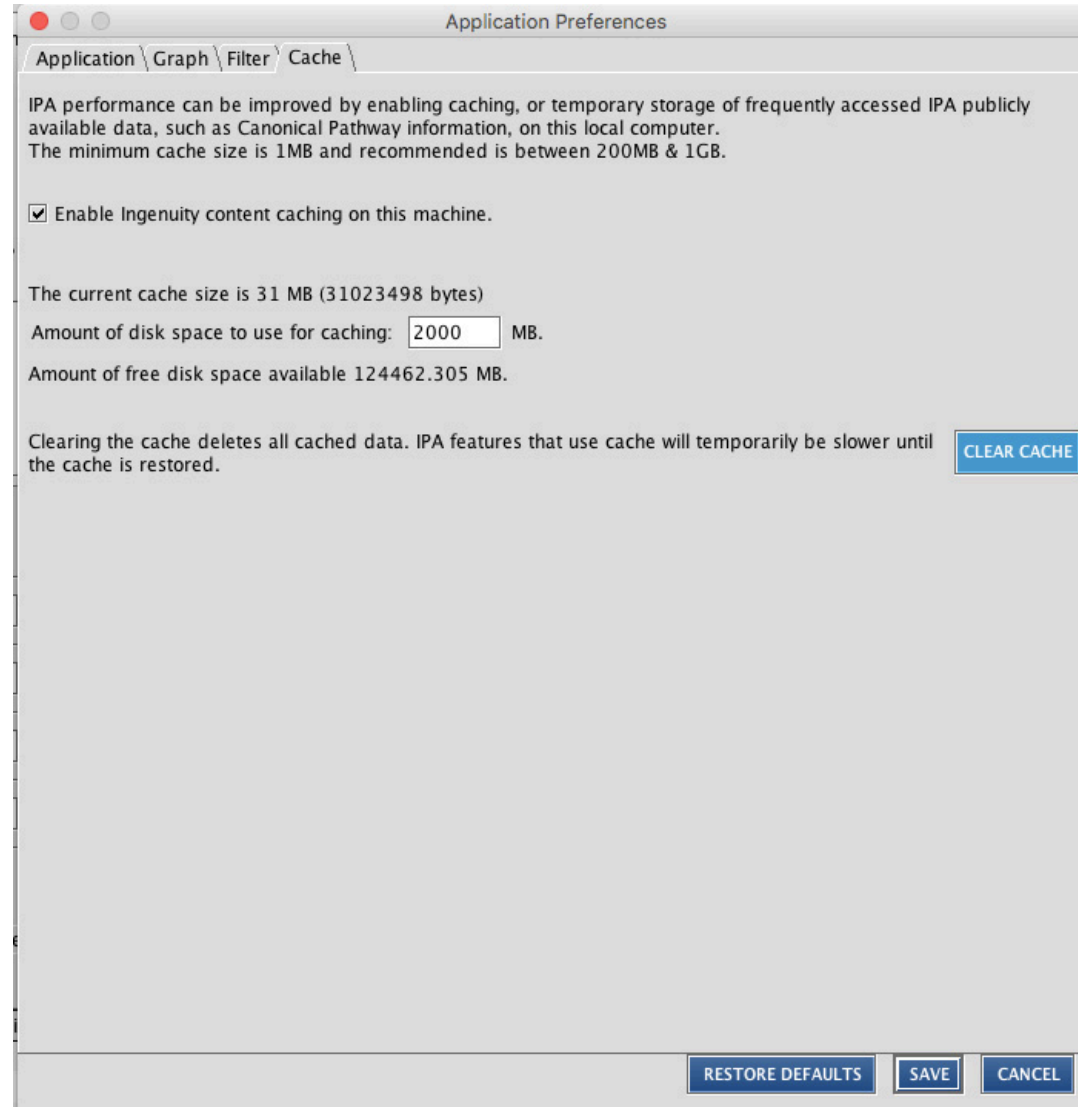 Application Preferences
Application Graph Filter Cache
IPA performance can be improved by enabling caching, or temporary storage of frequently accessed IPA publicly
available data, such as Canonical Pathway information, on this local computer.
The minimum cache size is 1MB and recommended is between 200MB & 1GB.
Enable Ingenuity content caching on this machine.
The current cache size is 31 MB (31023498 bytes)
Amount of disk space to use for caching: 2000 MB.
Amount of free disk space available 124462.305 MB.
Clearing the cache deletes all cached data. IPA features that use cache will temporarily be slower until
the cache is restored.
CLEAR CACHE
RESTORE DEFAULTS SAVE CANCEL